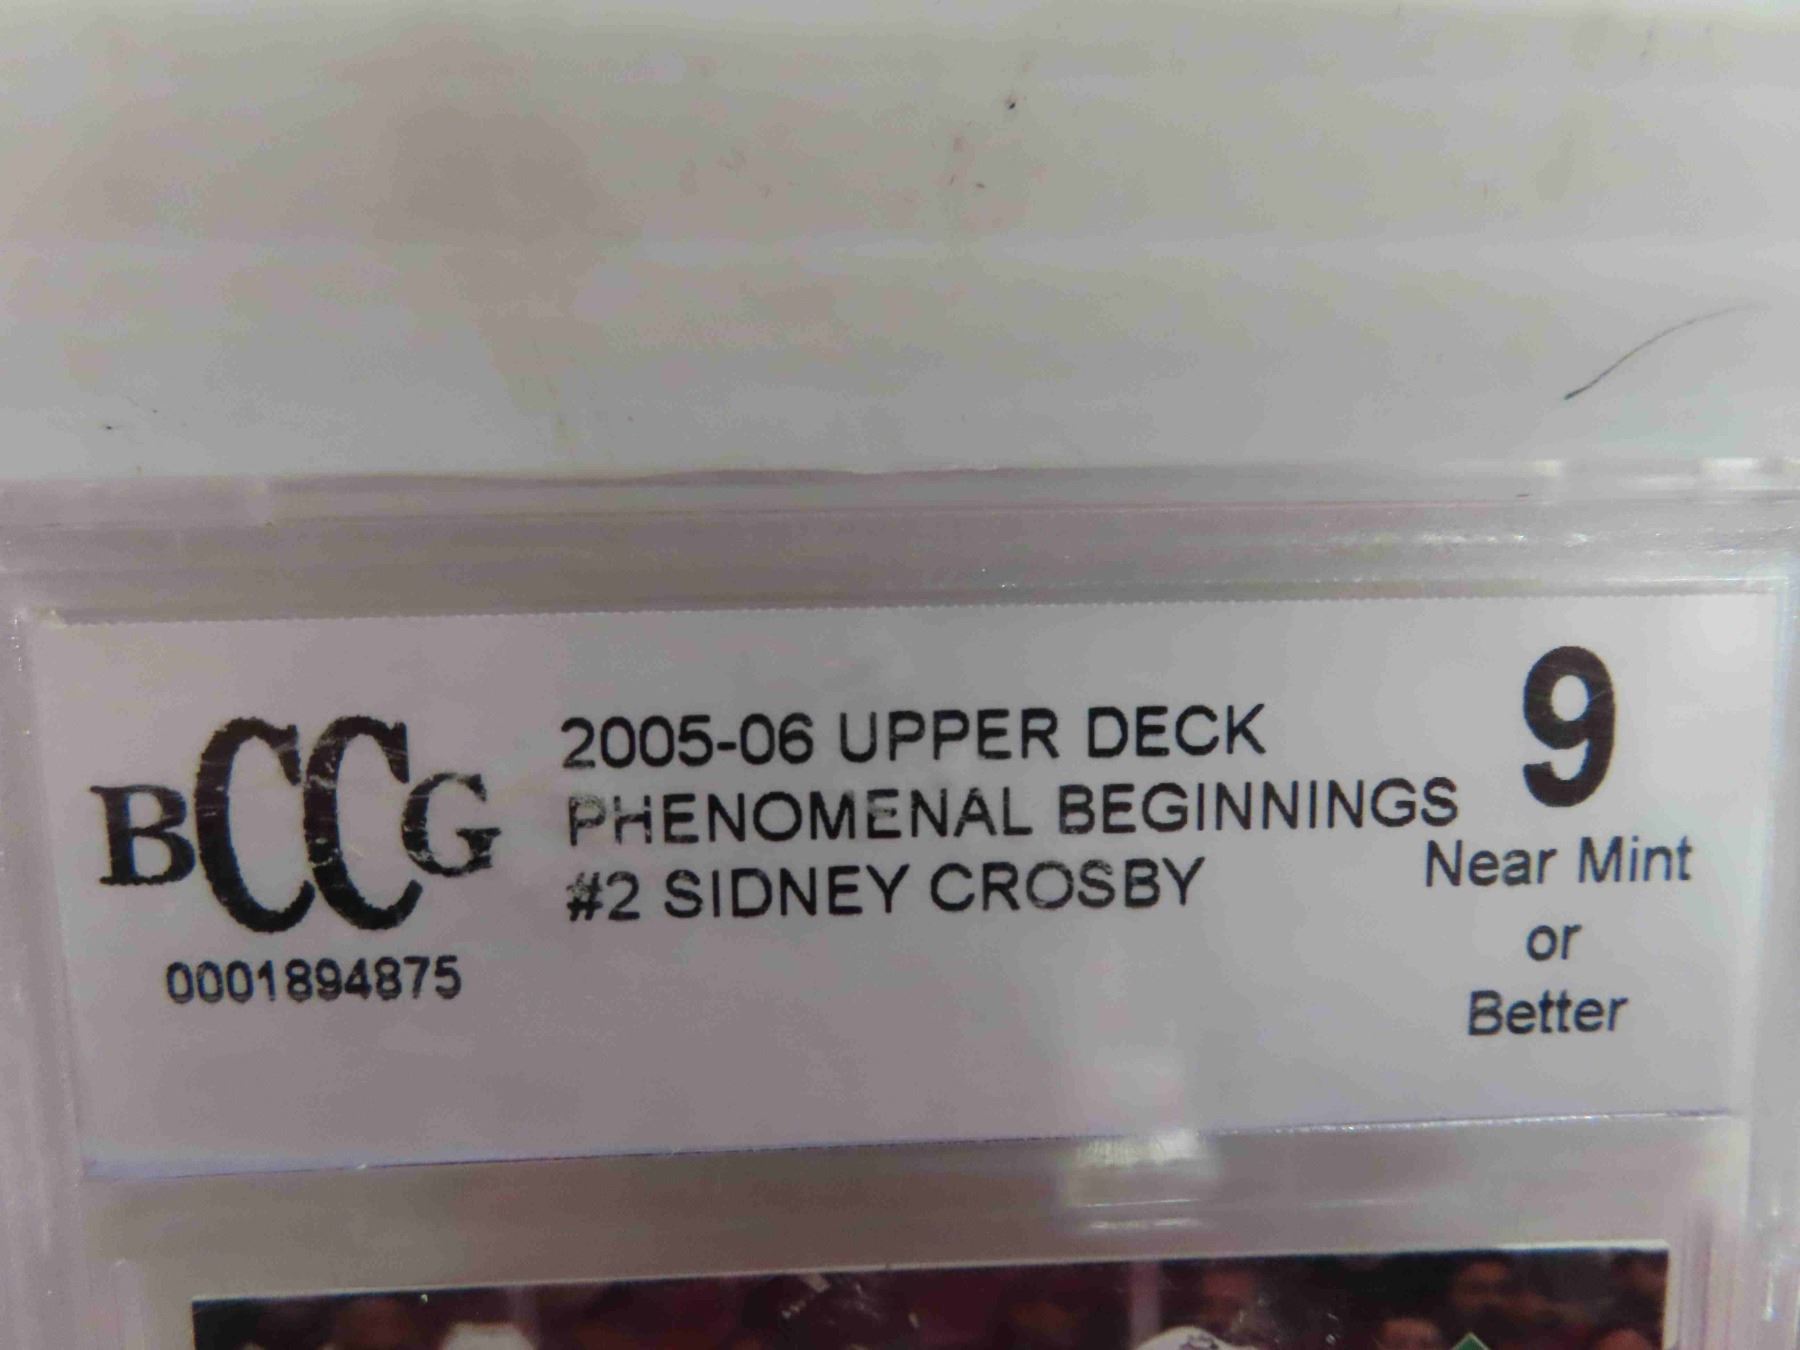 BCCG
0001894875
2005-06 UPPER DECK
PHENOMENAL BEGINNINGS
#2 SIDNEY CROSBY
9
Near Mint
or
Better